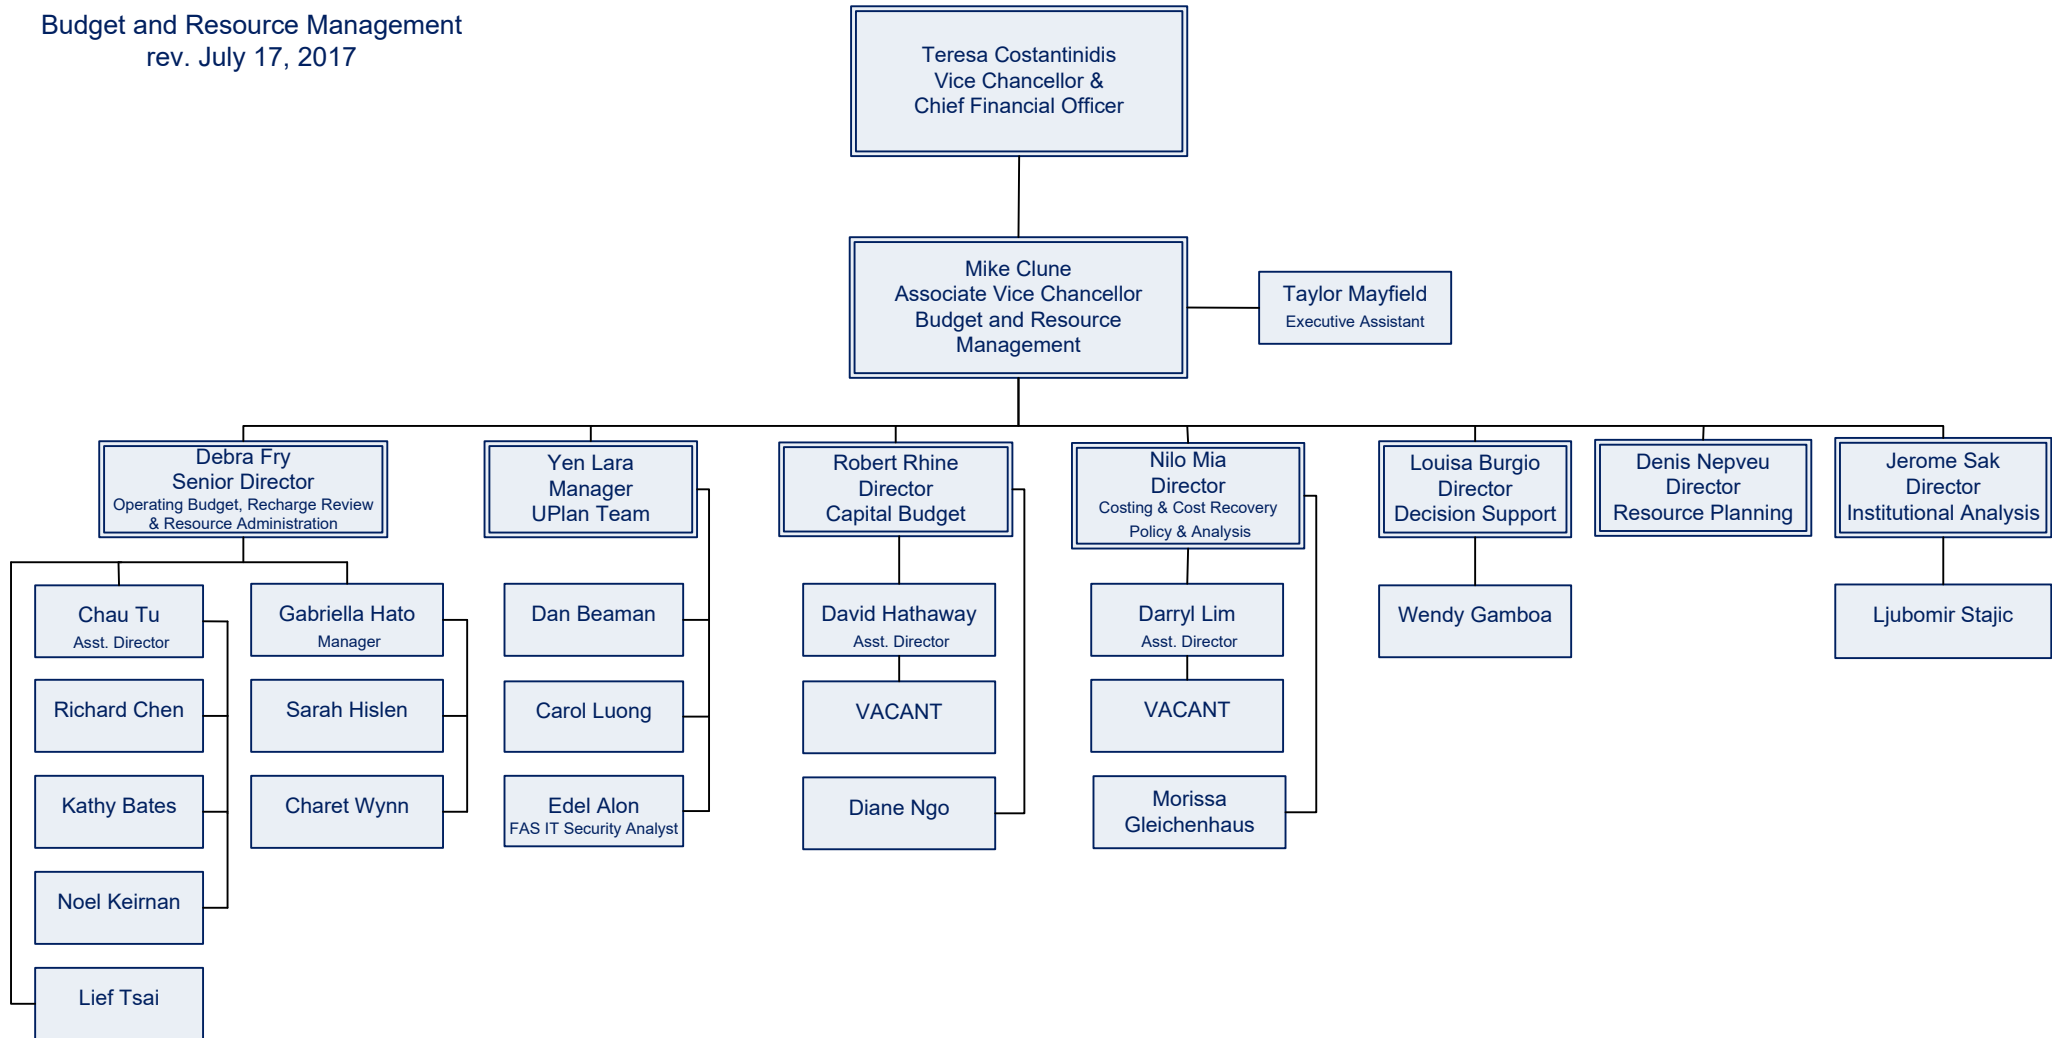 Budget and Resource Management
rev. July 17, 2017
Teresa Costantinidis
Vice Chancellor &
Chief Financial Officer
Mike Clune
Associate Vice Chancellor
Budget and Resource
Management
Taylor Mayfield
Executive Assistant
Debra Fry
Senior Director
Operating Budget, Recharge Review
& Resource Administration
Yen Lara
Manager
UPlan Team
Robert Rhine
Director
Capital Budget
Nilo Mia
Director
Costing & Cost Recovery
Policy & Analysis
Louisa Burgio
Director
Decision Support
Denis Nepveu
Director
Resource Planning
Jerome Sak
Director
Institutional Analysis
Chau Tu
Asst. Director
Gabriella Hato
Manager
Dan Beaman
David Hathaway
Asst. Director
Darryl Lim
Asst. Director
Wendy Gamboa
Ljubomir Stajic
Richard Chen
Sarah Hislen
Carol Luong
VACANT
VACANT
Kathy Bates
Charet Wynn
Edel Alon
FAS IT Security Analyst
Diane Ngo
Morissa
Gleichenhaus
Noel Keirnan
Lief Tsai